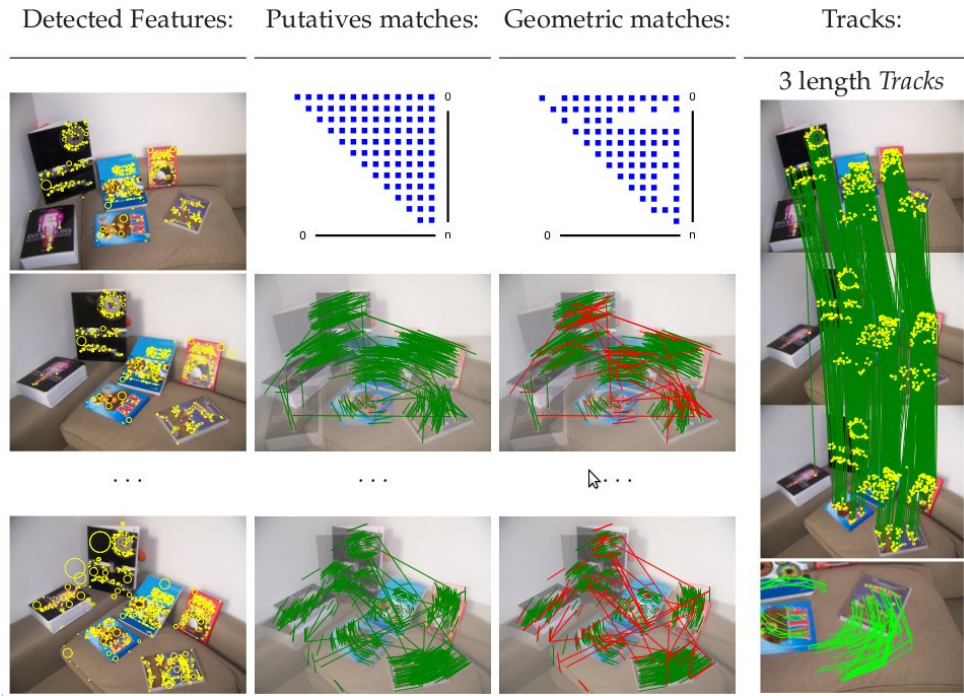 Detected Features:
Putatives matches:
Geometric matches:
Tracks:
3 length Tracks
0
0
0
n
0
n
. . .
. . .
. . .